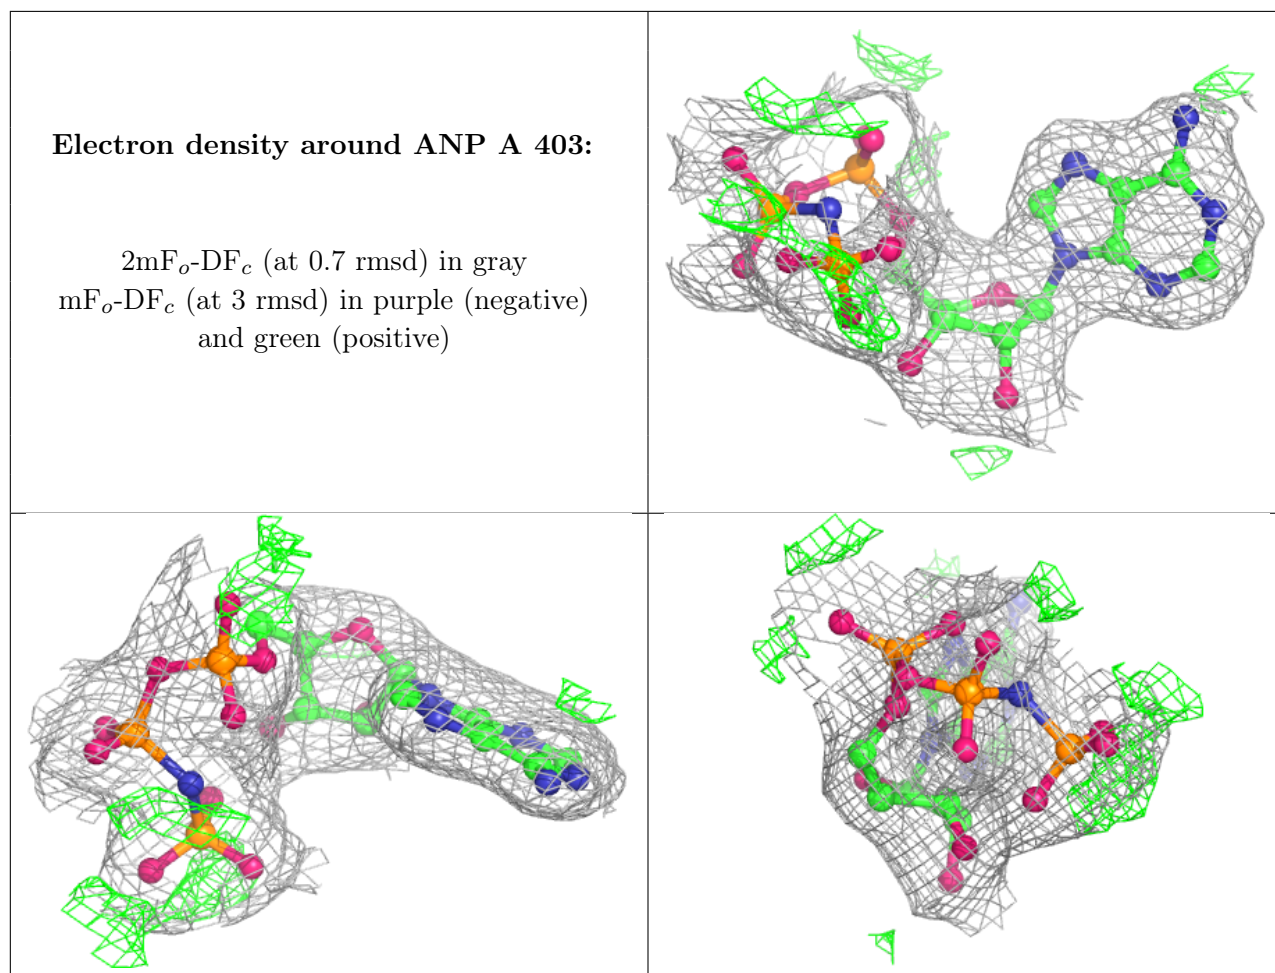 Electron density around ANP A 403:
2mFo-DFc (at 0.7 rmsd) in gray
mFo-DFc (at 3 rmsd) in purple (negative)
and green (positive)